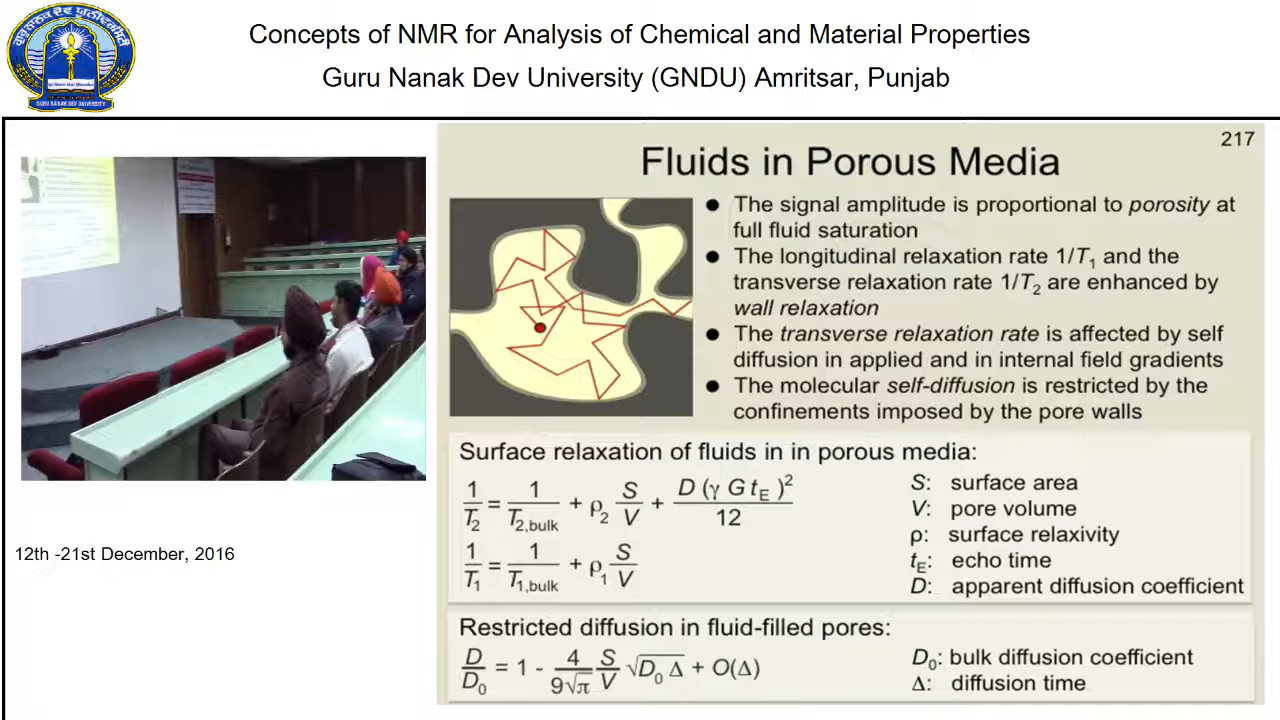 Concepts of NMR for Analysis of Chemical and Material Properties
Guru Nanak Dev University (GNDU) Amritsar, Punjab
GURU NANAK DEV UNIVERSITY
12th -21st December, 2016
217
Fluids in Porous Media
● The signal amplitude is proportional to porosity at
full fluid saturation
● The longitudinal relaxation rate 1/T₁ and the
transverse relaxation rate 1/T₂ are enhanced by
wall relaxation
● The transverse relaxation rate is affected by self
diffusion in applied and in internal field gradients
● The molecular self-diffusion is restricted by the
confinements imposed by the pore walls
Surface relaxation of fluids in in porous media:
1/T₂ = 1/T₂,bulk + ρ₂ S/V + D (γ G tE )²/12
1/T₁ = 1/T₁,bulk + ρ₁ S/V
S: surface area
V: pore volume
ρ: surface relaxivity
tE: echo time
D: apparent diffusion coefficient
Restricted diffusion in fluid-filled pores:
D/D₀ = 1 - 4/9√π S/V √D₀ Δ + O(Δ)
D₀: bulk diffusion coefficient
Δ: diffusion time